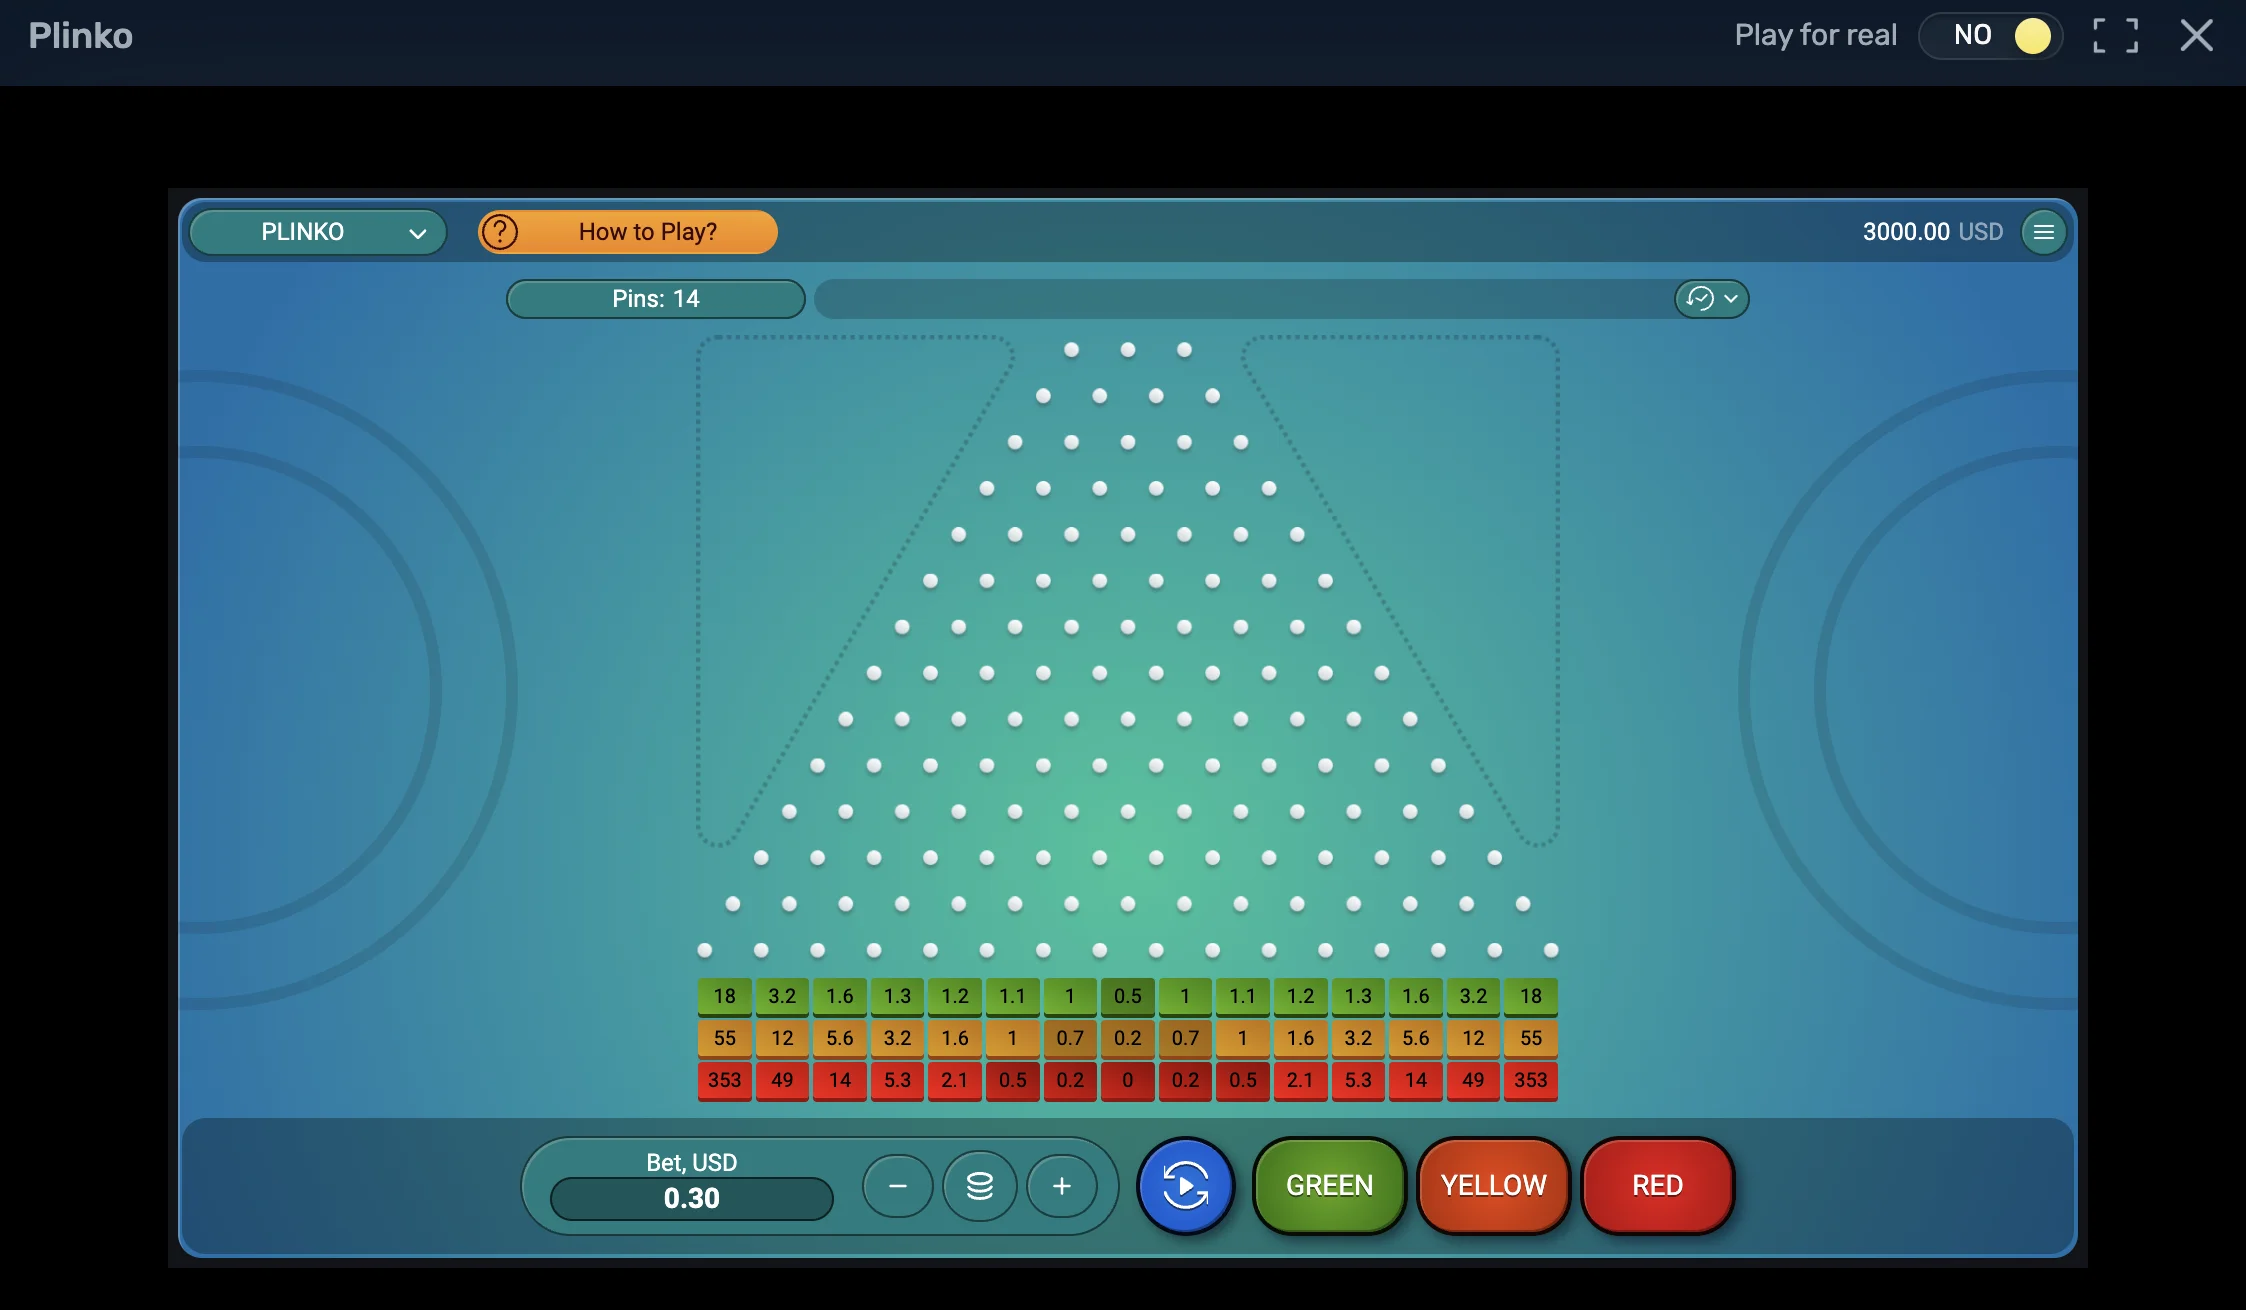 Plinko
Play for real NO
PLINKO
? How to Play?
3000.00 USD
Pins: 14
18 3.2 1.6 1.3 1.2 1.1 1 0.5 1 1.1 1.2 1.3 1.6 3.2 18
55 12 5.6 3.2 1.6 1 0.7 0.2 0.7 1 1.6 3.2 5.6 12 55
353 49 14 5.3 2.1 0.5 0.2 0 0.2 0.5 2.1 5.3 14 49 353
Bet, USD
0.30
GREEN
YELLOW
RED